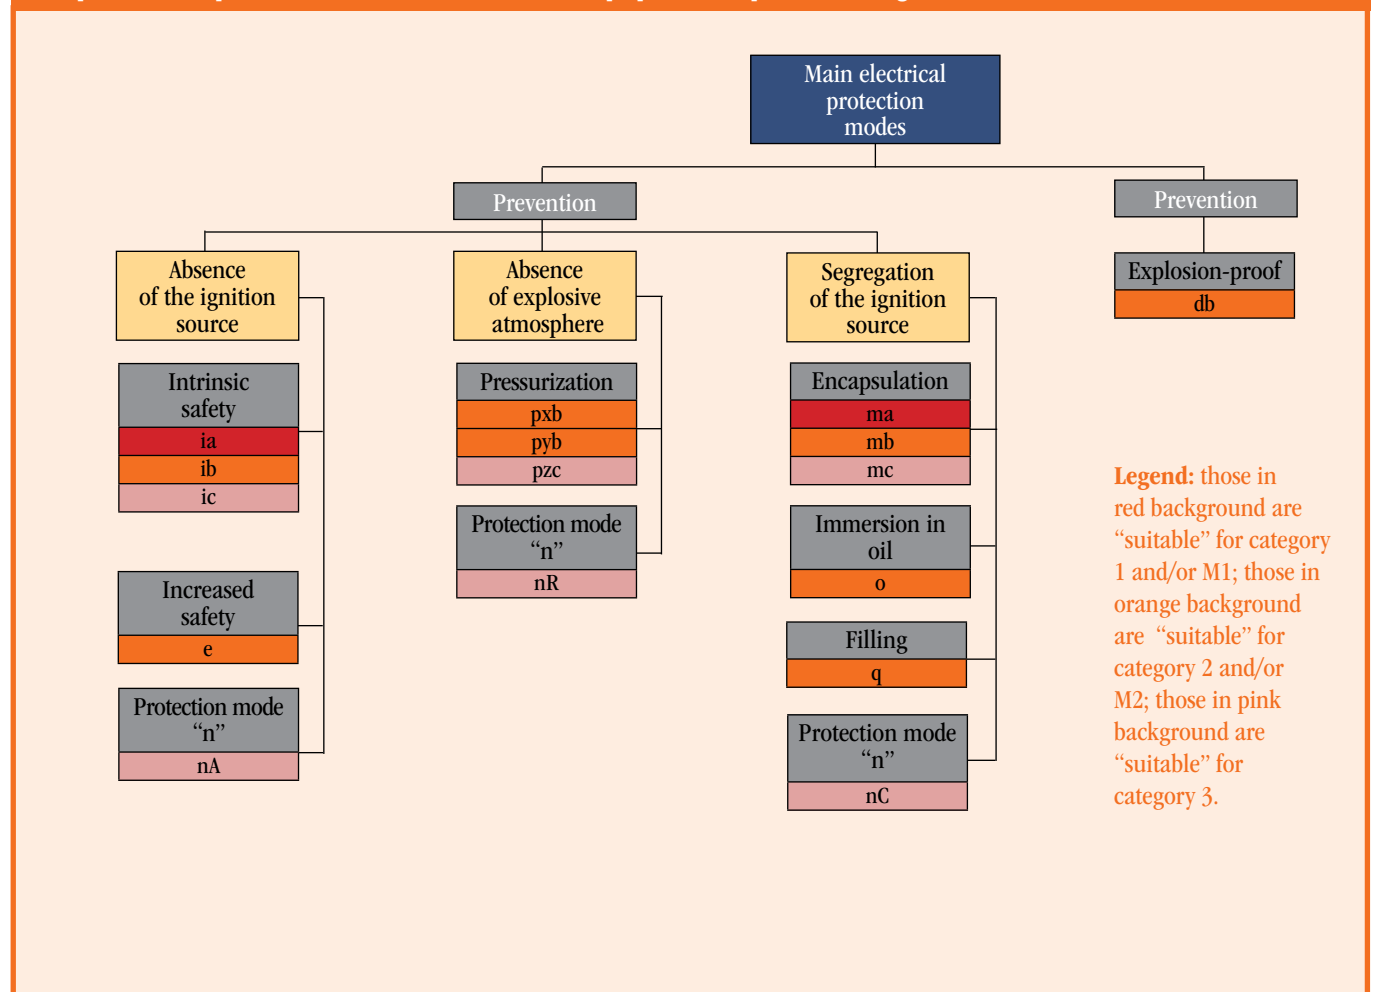 Main electrical
protection
modes
Prevention
Prevention
Absence
of the ignition
source
Intrinsic
safety
ia
ib
ic
Increased
safety
e
Protection mode
“n”
nA
Absence
of explosive
atmosphere
Pressurization
pxb
pyb
pzc
Protection mode
“n”
nR
Segregation
of the ignition
source
Encapsulation
ma
mb
mc
Immersion in
oil
o
Filling
q
Protection mode
“n”
nC
Explosion-proof
db
Legend: those in
red background are
“suitable” for category
1 and/or M1; those in
orange background
are “suitable” for
category 2 and/or
M2; those in pink
background are
“suitable” for
category 3.